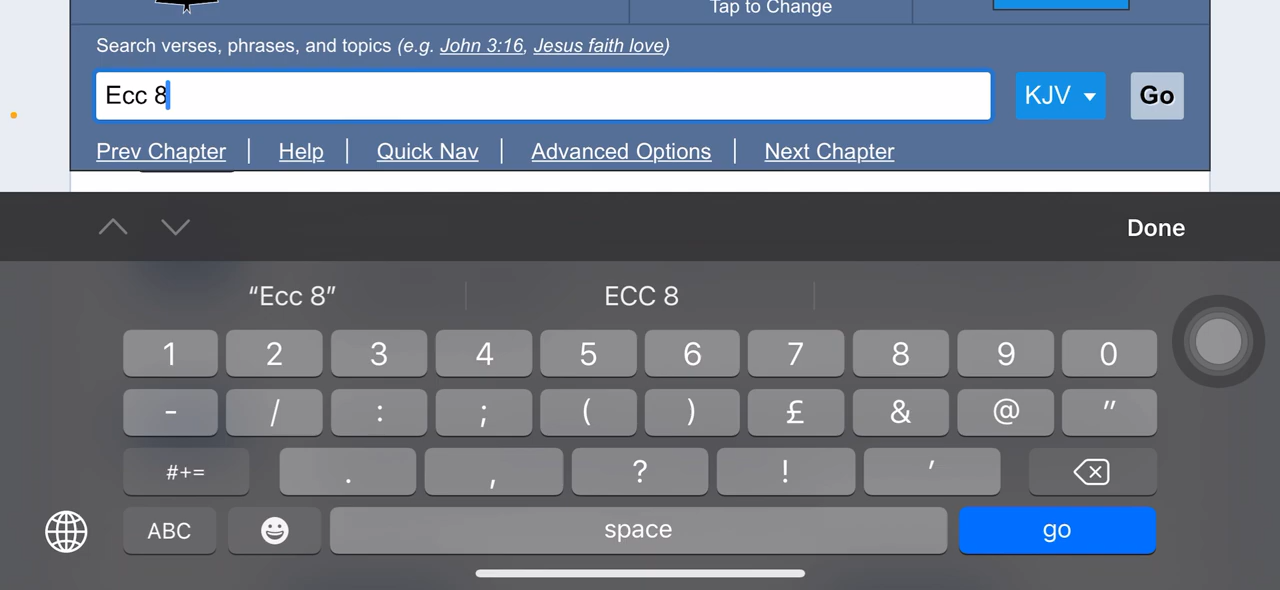 Tap to Change
Search verses, phrases, and topics (e.g. John 3:16, Jesus faith love)
Ecc 8 KJV Go
Prev Chapter | Help | Quick Nav | Advanced Options | Next Chapter
Done
“Ecc 8” ECC 8
1 2 3 4 5 6 7 8 9 0
- / : ; ( ) £ & @ "
#+= . , ? ! '
ABC space go